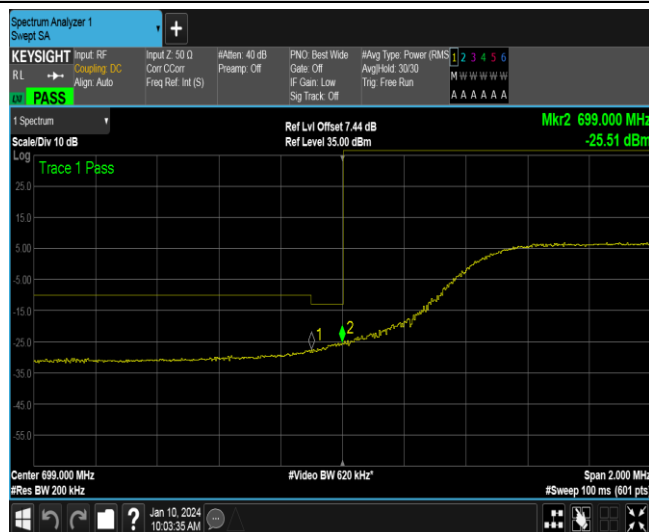 Spectrum Analyzer 1
Swept SA
KEYSIGHT
RL
PASS
Input: RF
Coupling: DC
Align: Auto
Input Z: 50 Ω
Corr CCorr
Freq Ref: Int (S)
#Atten: 40 dB
Preamp: Off
PNO: Best Wide
Gate: Off
IF Gain: Low
Sig Track: Off
#Avg Type: Power (RMS
Avg|Hold: 30/30
Trig: Free Run
1 2 3 4 5 6
M W W W W W
A A A A A A
1 Spectrum
Scale/Div 10 dB
Log
Ref Lvl Offset 7.44 dB
Ref Level 35.00 dBm
Mkr2 699.000 MHz
-25.51 dBm
Trace 1 Pass
25.0
15.0
5.00
-5.00
-15.0
-25.0
-35.0
-45.0
-55.0
1
2
Center 699.000 MHz
#Res BW 200 kHz
#Video BW 620 kHz*
Span 2.000 MHz
#Sweep 100 ms (601 pts)
?
Jan 10, 2024
10:03:35 AM